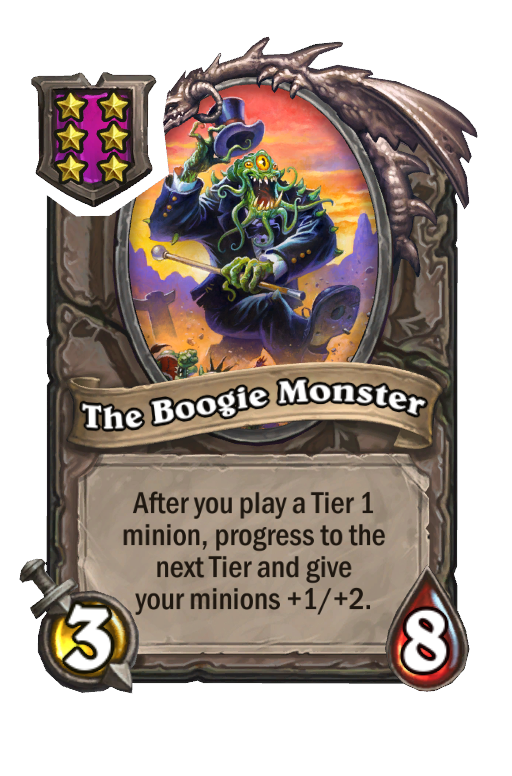 The Boogie Monster
After you play a Tier 1
minion, progress to the
next Tier and give
your minions +1/+2.
3
8